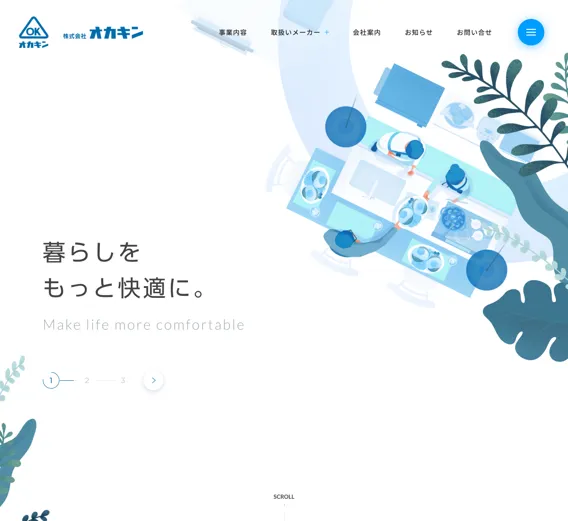 OK
オカキン
株式会社 オカキン
事業内容
取扱いメーカー +
会社案内
お知らせ
お問い合せ
暮らしを
もっと快適に。
Make life more comfortable
1 2 3
SCROLL